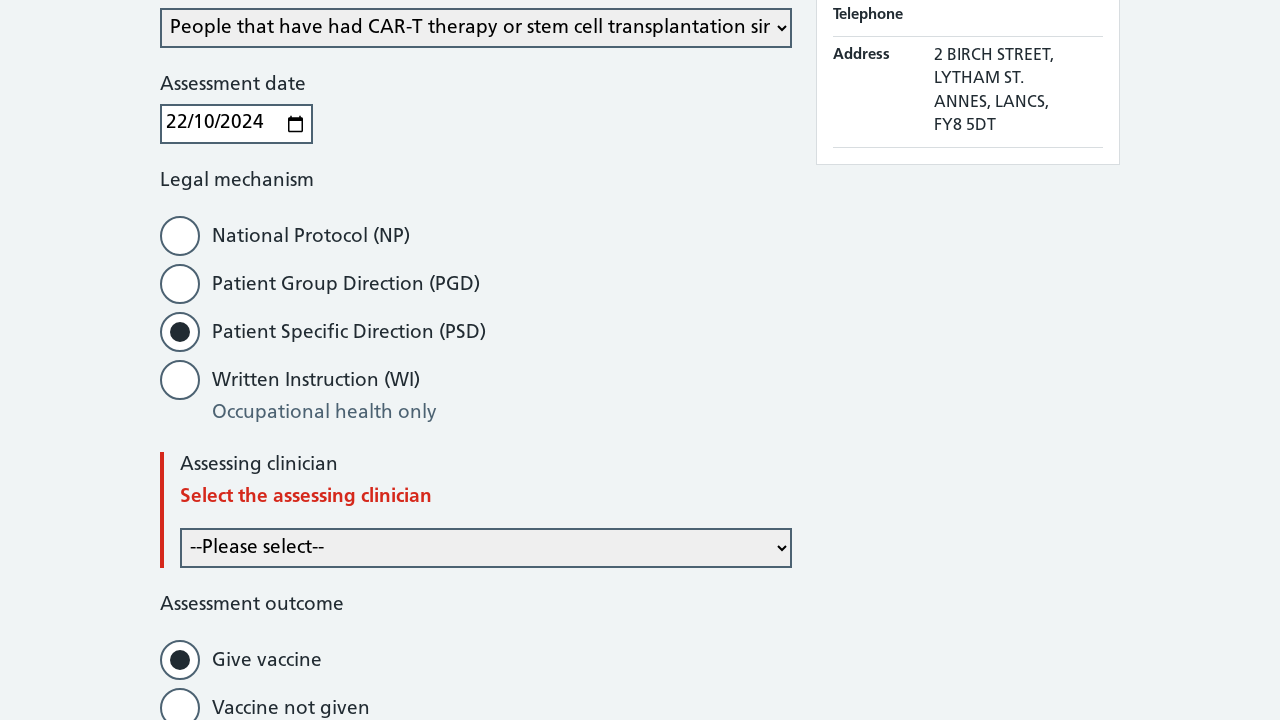 People that have had CAR-T therapy or stem cell transplantation sir
Assessment date
22/10/2024
Legal mechanism
National Protocol (NP)
Patient Group Direction (PGD)
Patient Specific Direction (PSD)
Written Instruction (WI)
Occupational health only
Assessing clinician
Select the assessing clinician
--Please select--
Assessment outcome
Give vaccine
Vaccine not given
Telephone
Address
2 BIRCH STREET,
LYTHAM ST.
ANNES, LANCS,
FY8 5DT